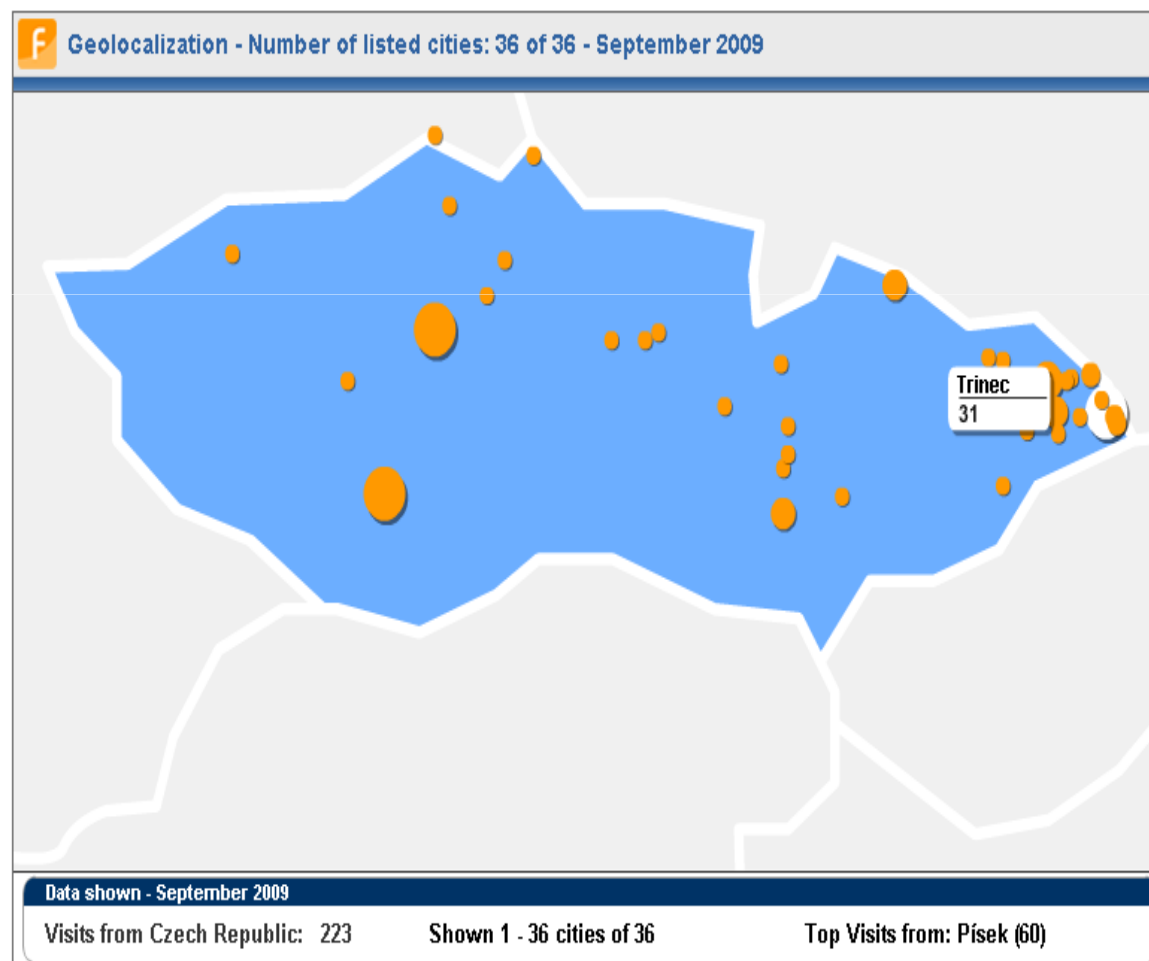 Geolocalization - Number of listed cities: 36 of 36 - September 2009
Trinec
31
Data shown - September 2009
Visits from Czech Republic: 223 Shown 1 - 36 cities of 36 Top Visits from: Písek (60)